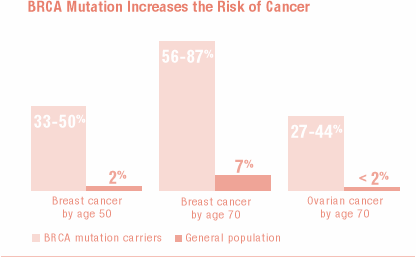 BRCA Mutation Increases the Risk of Cancer
56-87%
33-50%
27-44%
7%
2%
< 2%
Breast cancer
by age 50
Breast cancer
by age 70
Ovarian cancer
by age 70
BRCA mutation carriers
General population